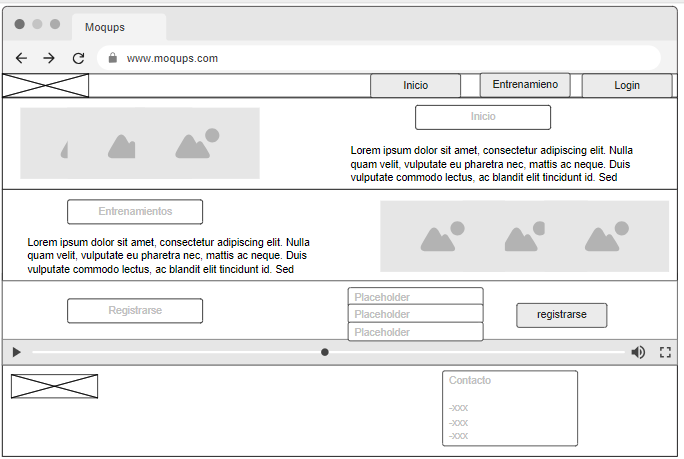 Moqups
www.moqups.com
Inicio
Entrenamieno
Login
Inicio
Lorem ipsum dolor sit amet, consectetur adipiscing elit. Nulla
quam velit, vulputate eu pharetra nec, mattis ac neque. Duis
vulputate commodo lectus, ac blandit elit tincidunt id. Sed
Entrenamientos
Lorem ipsum dolor sit amet, consectetur adipiscing elit. Nulla
quam velit, vulputate eu pharetra nec, mattis ac neque. Duis
vulputate commodo lectus, ac blandit elit tincidunt id. Sed
Registrarse
Placeholder
Placeholder
Placeholder
registrarse
Contacto
-xxx
-xxx
-xxx